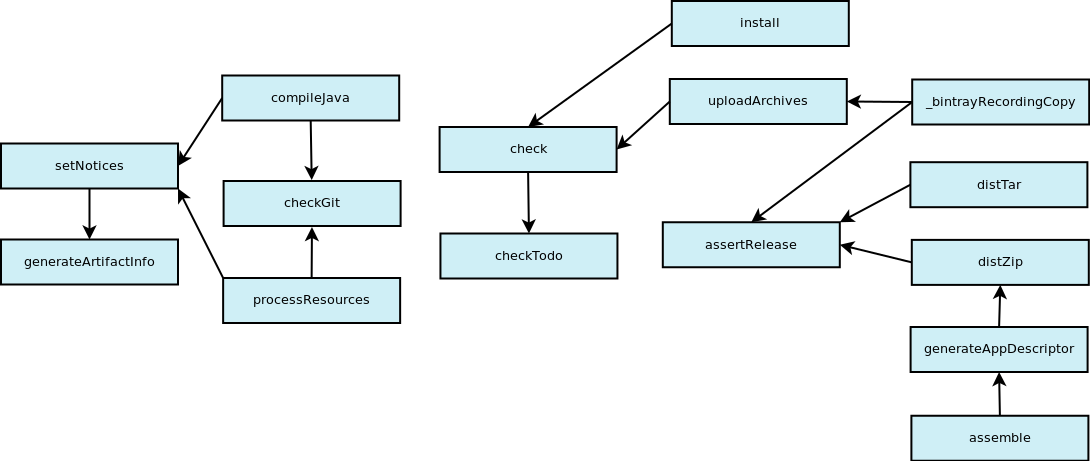 install
compileJava
uploadArchives
_bintrayRecordingCopy
check
setNotices
distTar
checkGit
assertRelease
checkTodo
generateArtifactInfo
distZip
processResources
generateAppDescriptor
assemble